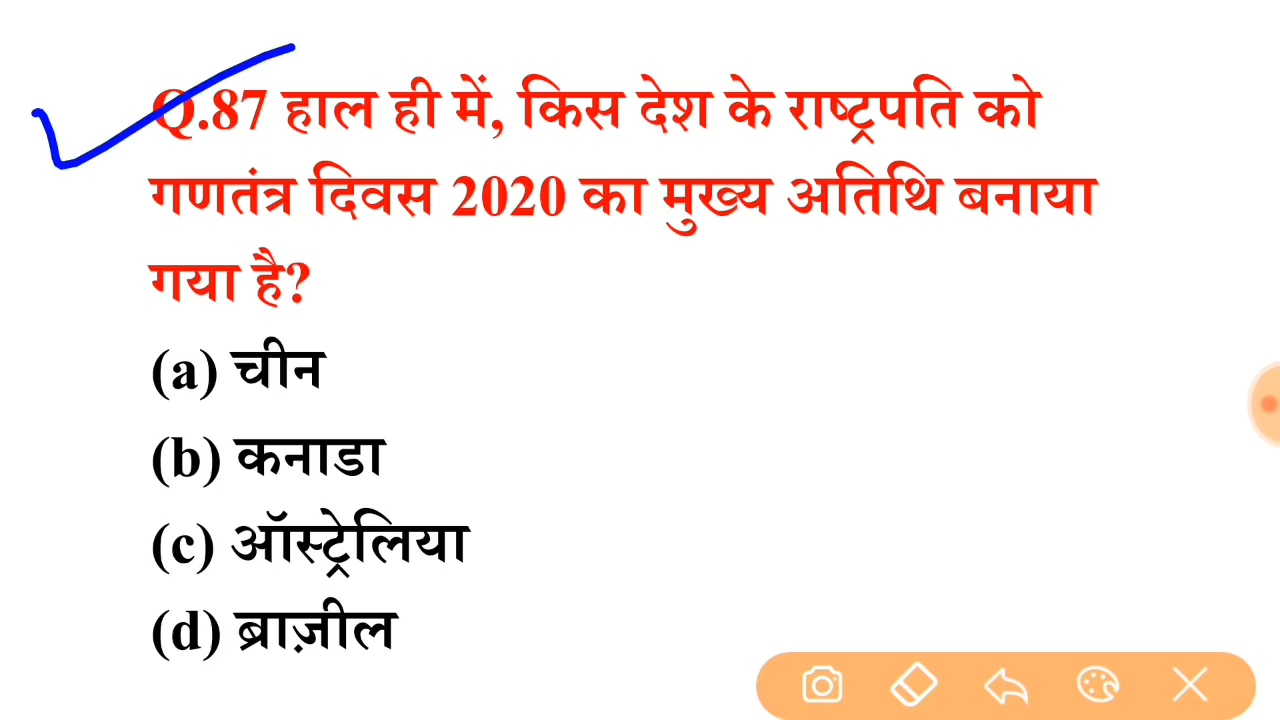 Q.87 हाल ही में, किस देश के राष्ट्रपति को
गणतंत्र दिवस 2020 का मुख्य अतिथि बनाया
गया है?
(a) चीन
(b) कनाडा
(c) ऑस्ट्रेलिया
(d) ब्राज़ील